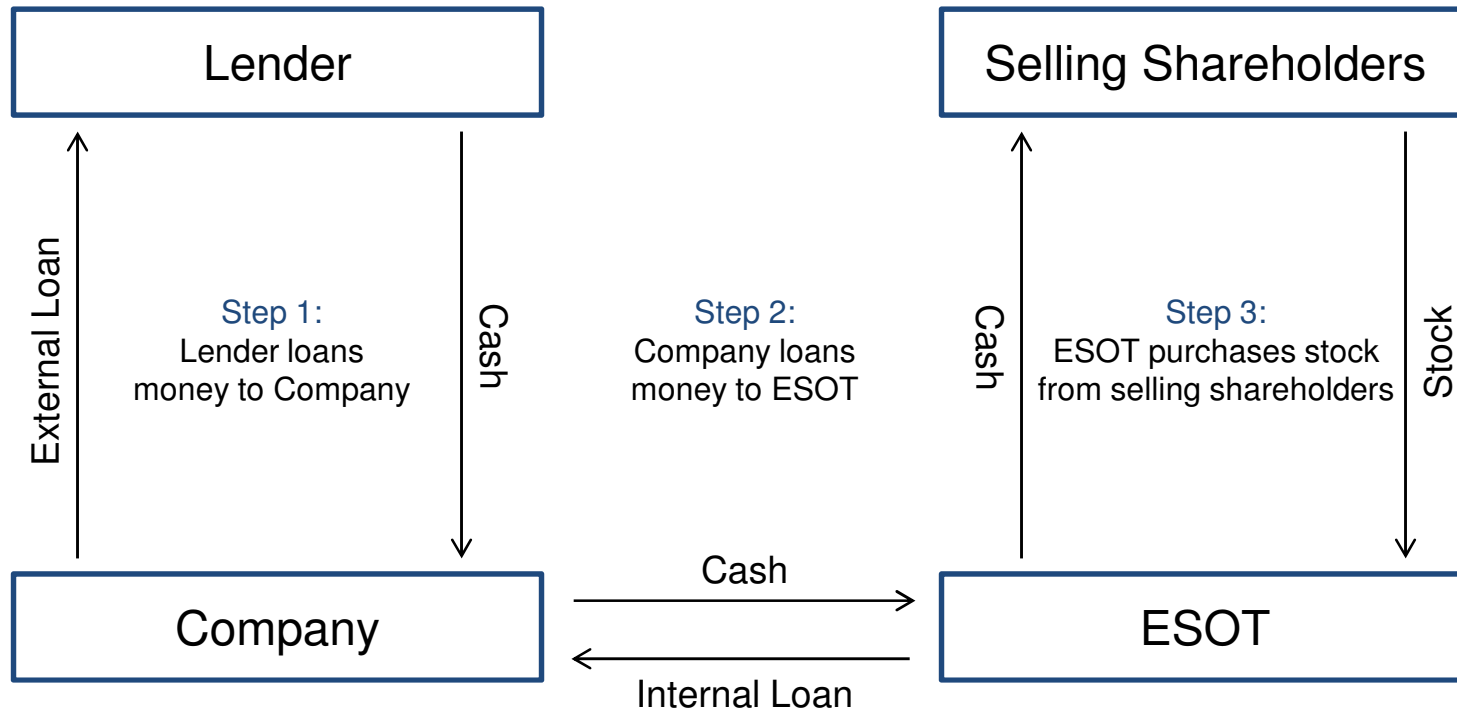 Lender
Selling Shareholders
External Loan
Step 1:
Lender loans
money to Company
Cash
Step 2:
Company loans
money to ESOT
Cash
Step 3:
ESOT purchases stock
from selling shareholders
Stock
Cash
Company
ESOT
Internal Loan